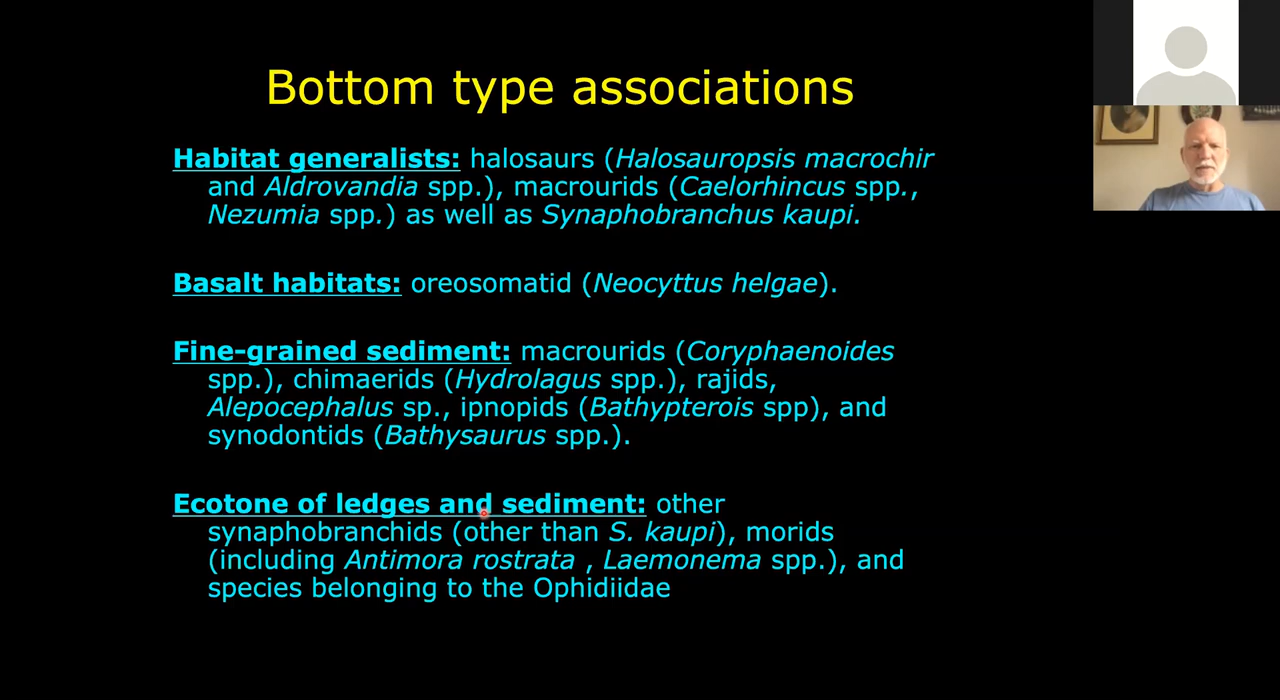 Bottom type associations
Habitat generalists: halosaurs (Halosauropsis macrochir
and Aldrovandia spp.), macrourids (Caelorhincus spp.,
Nezumia spp.) as well as Synaphobranchus kaupi.
Basalt habitats: oreosomatid (Neocyttus helgae).
Fine-grained sediment: macrourids (Coryphaenoides
spp.), chimaerids (Hydrolagus spp.), rajids,
Alepocephalus sp., ipnopids (Bathypterois spp), and
synodontids (Bathysaurus spp.).
Ecotone of ledges and sediment: other
synaphobranchids (other than S. kaupi), morids
(including Antimora rostrata , Laemonema spp.), and
species belonging to the Ophidiidae